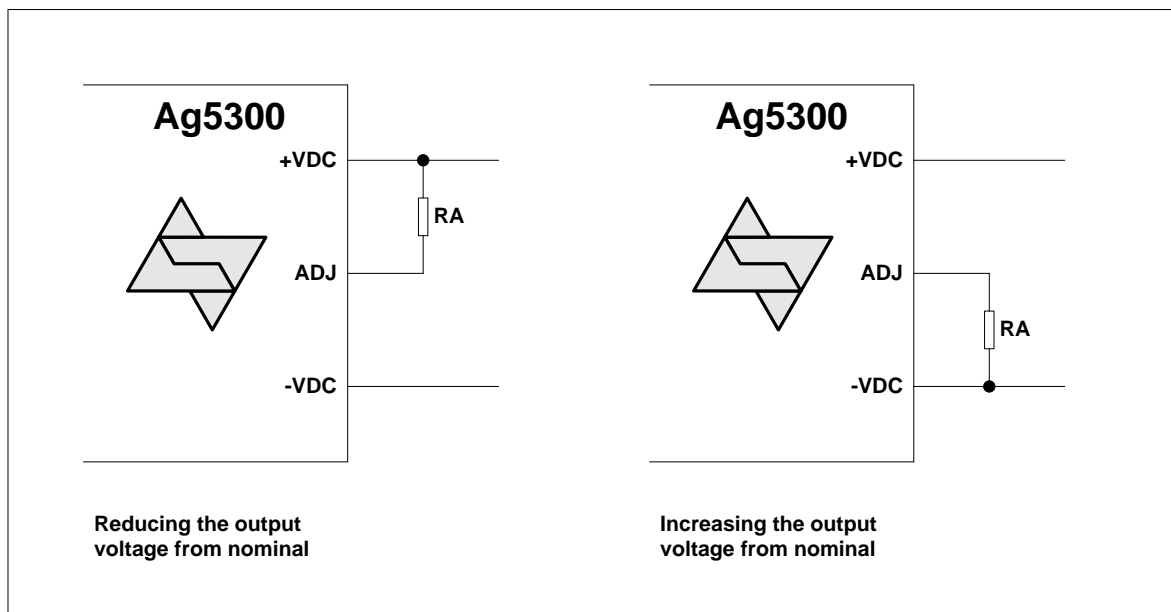 Ag5300
+VDC
RA
ADJ
-VDC
Reducing the output
voltage from nominal
Ag5300
+VDC
ADJ
RA
-VDC
Increasing the output
voltage from nominal